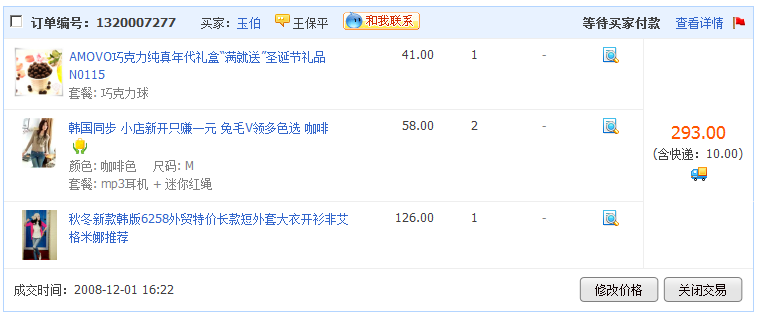 订单编号：1320007277 买家：玉伯 王保平 和我联系 等待买家付款 查看详情
AMOVO巧克力纯真年代礼盒“满就送”圣诞节礼品 41.00 1 -
N0115
套餐：巧克力球
韩国同步 小店新开只赚一元 兔毛V领多色选 咖啡 58.00 2 -
颜色：咖啡色 尺码：M
套餐：mp3耳机 + 迷你红绳
293.00
(含快递：10.00)
秋冬新款韩版6258外贸特价长款短外套大衣开衫非艾 126.00 1 -
格米娜推荐
成交时间：2008-12-01 16:22 修改价格 关闭交易